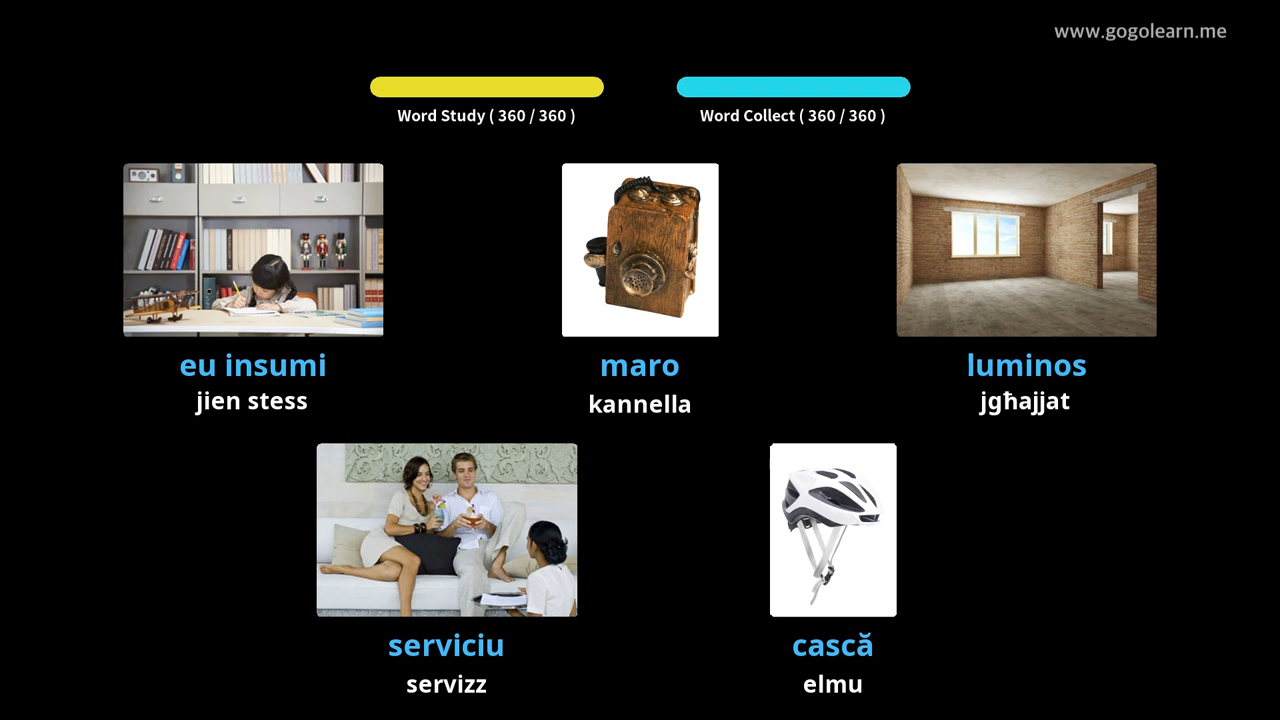 www.gogolearn.me
Word Study ( 360 / 360 )
Word Collect ( 360 / 360 )
eu insumi
jien stess
maro
kannella
luminos
jgħajjat
serviciu
servizz
cască
elmu